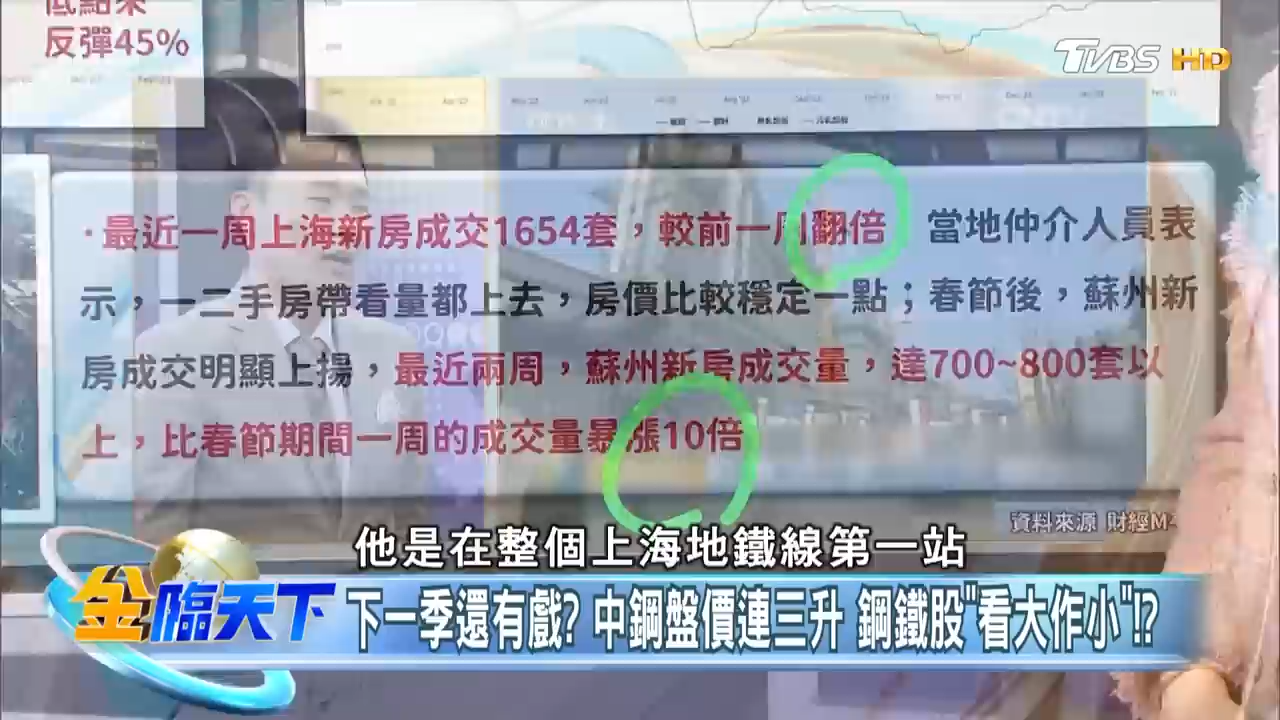 低點來
反彈45%
TVBS HD
·最近一周上海新房成交1654套，較前一周翻倍 當地仲介人員表
示，一二手房帶看量都上去，房價比較穩定一點；春節後，蘇州新
房成交明顯上揚，最近兩周，蘇州新房成交量，達700~800套以
上，比春節期間一周的成交量暴漲10倍
資料來源 財經M
他是在整個上海地鐵線第一站
金臨天下
下一季還有戲? 中鋼盤價連三升 鋼鐵股"看大作小"!?